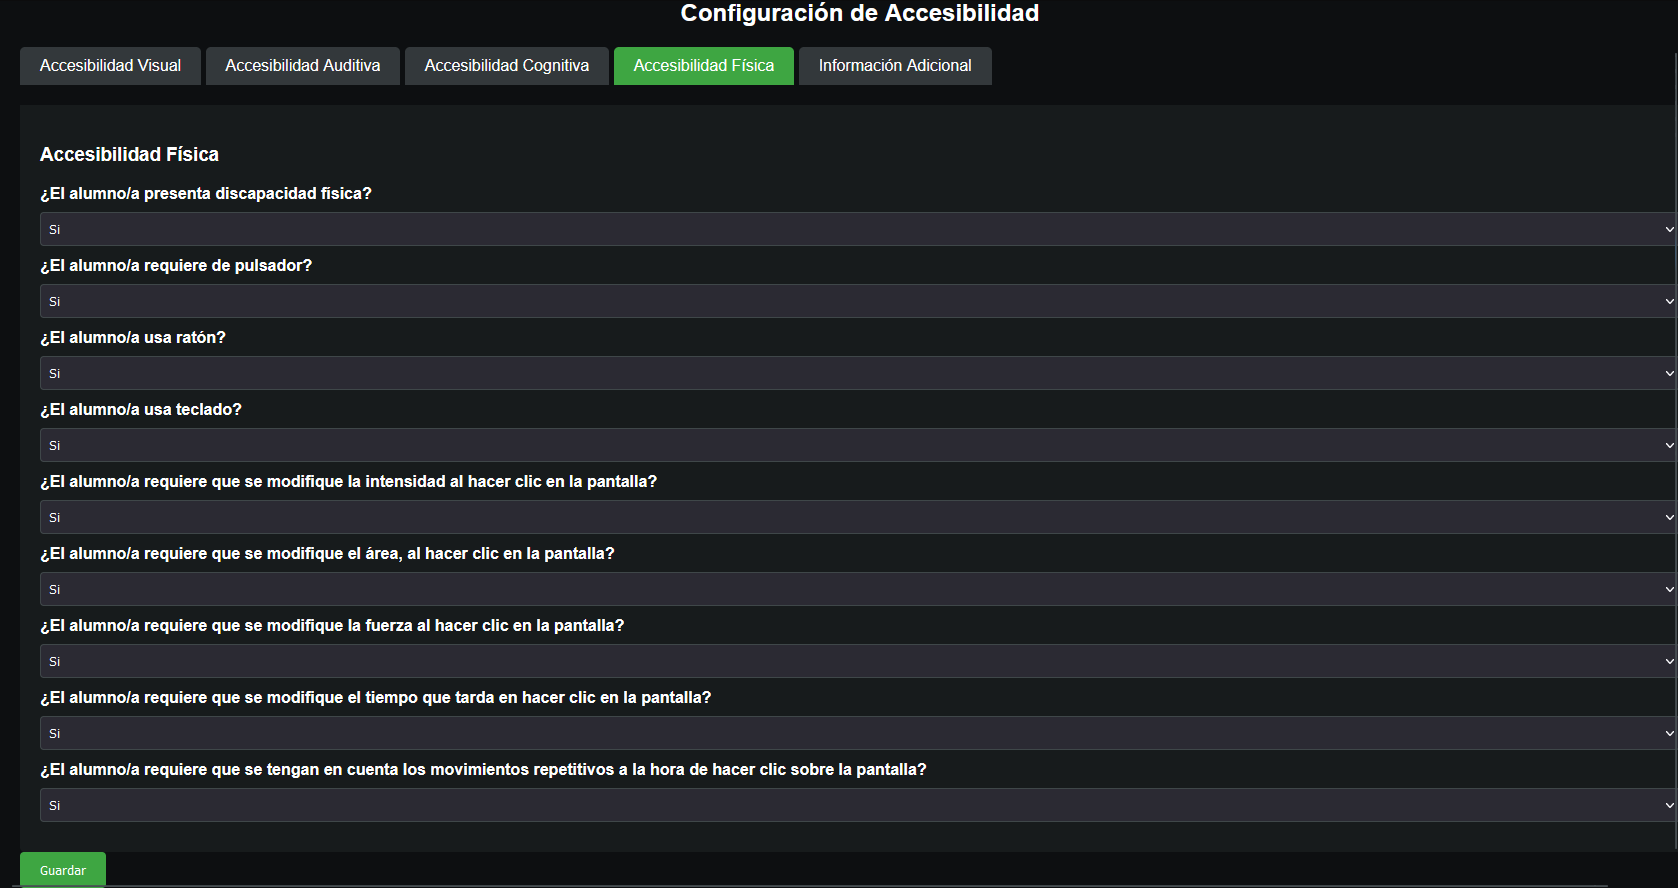 Configuración de Accesibilidad
Accesibilidad Visual
Accesibilidad Auditiva
Accesibilidad Cognitiva
Accesibilidad Física
Información Adicional
Accesibilidad Física
¿El alumno/a presenta discapacidad física?
Si
¿El alumno/a requiere de pulsador?
Si
¿El alumno/a usa ratón?
Si
¿El alumno/a usa teclado?
Si
¿El alumno/a requiere que se modifique la intensidad al hacer clic en la pantalla?
Si
¿El alumno/a requiere que se modifique el área, al hacer clic en la pantalla?
Si
¿El alumno/a requiere que se modifique la fuerza al hacer clic en la pantalla?
Si
¿El alumno/a requiere que se modifique el tiempo que tarda en hacer clic en la pantalla?
Si
¿El alumno/a requiere que se tengan en cuenta los movimientos repetitivos a la hora de hacer clic sobre la pantalla?
Si
Guardar